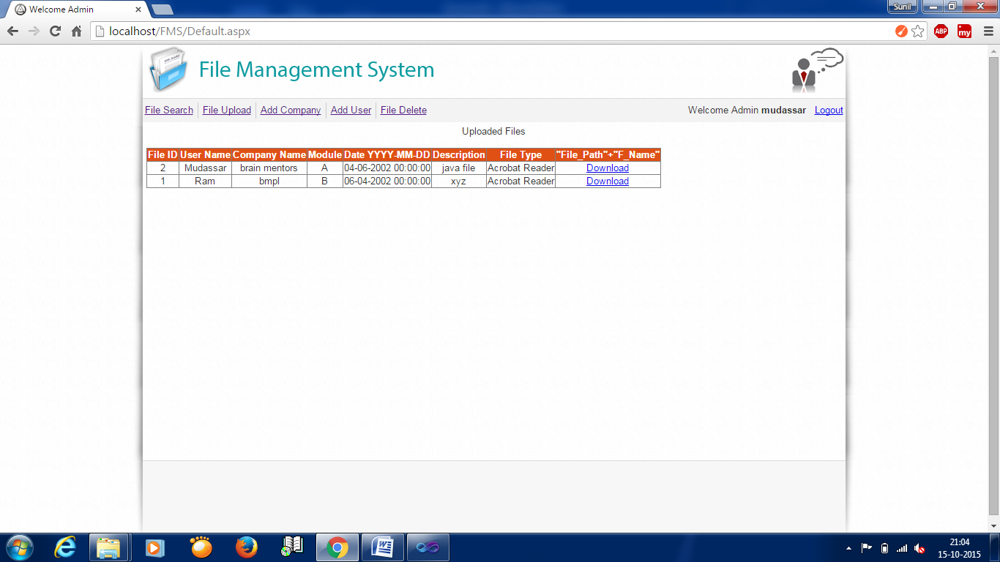 Welcome Admin
Sunil
localhost/FMS/Default.aspx
ABP
my
File Management System
File Search File Upload Add Company Add User File Delete Welcome Admin mudassar Logout
Uploaded Files
File ID User Name Company Name Module Date YYYY-MM-DD Description File Type "File_Path"+"F_Name"
2 Mudassar brain mentors A 04-06-2002 00:00:00 java file Acrobat Reader Download
1 Ram bmpl B 06-04-2002 00:00:00 xyz Acrobat Reader Download
21:04
15-10-2015